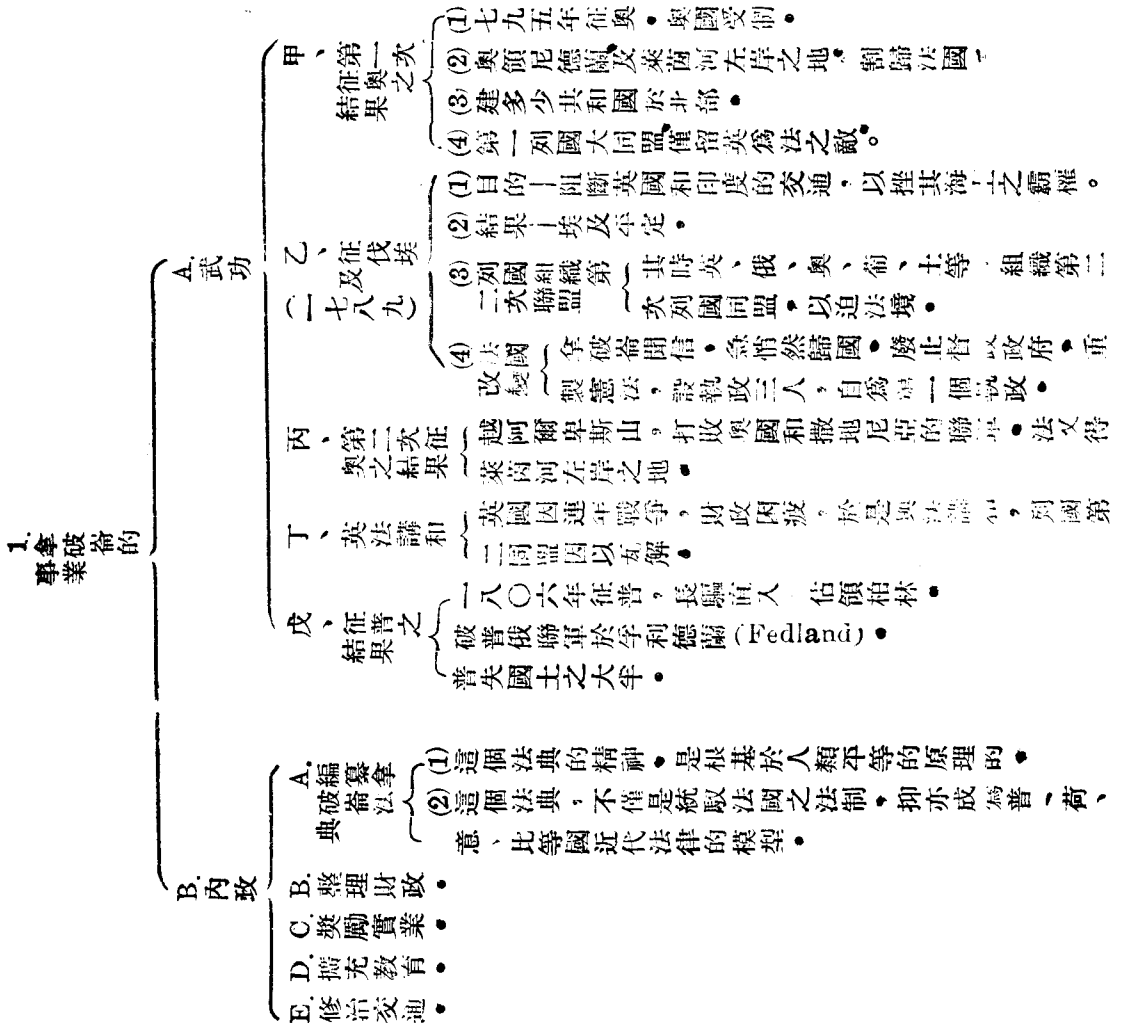 1. 拿破崙的
事業
A. 武功
甲、第一次
征奧之
結果
(1)七九五年征奧・奧國受制・
(2)奧領尼德蘭及萊茵河左岸之地・割歸法國・
(3)建多少共和國於北部・
(4)第一列國大同盟僅留英爲法之敵。
乙、征伐埃
及
(一七八九)
(1)目的—阻斷英國和印度的交通,以挫其海上之霸權。
(2)結果—埃及平定,
(3)列國組織第
二次聯盟
其時英、俄、奧、葡、土等 組織第二
次列國同盟,以迫法境・
(4)法國
改變
拿破崙聞信・急悄然歸國・廢止督政政府・重
製憲法,設執政三人,自爲第一個執政・
丙、第二次征
奧之結果
越阿爾卑斯山,打敗奧國和撒地尼亞的聯軍・法又得
萊茵河左岸之地・
丁、英法講和
英國因連年戰爭,財政困疲,於是與法講和,列國第
二同盟因以瓦解・
戊、征普之
結果
一八〇六年征普,長驅直入 佔領柏林・
破普俄聯軍於孚利德蘭(Fedland)・
普失國土之大半・
B. 內政
A. 編纂拿
破崙法
典
(1)這個法典的精神・是根基於人類平等的原理的・
(2)這個法典,不僅是統馭法國之法制,抑亦成爲普、荷、
意、比等國近代法律的模型・
B. 整理財政・
C. 獎勵實業・
D. 擴充教育・
E. 修治交通・